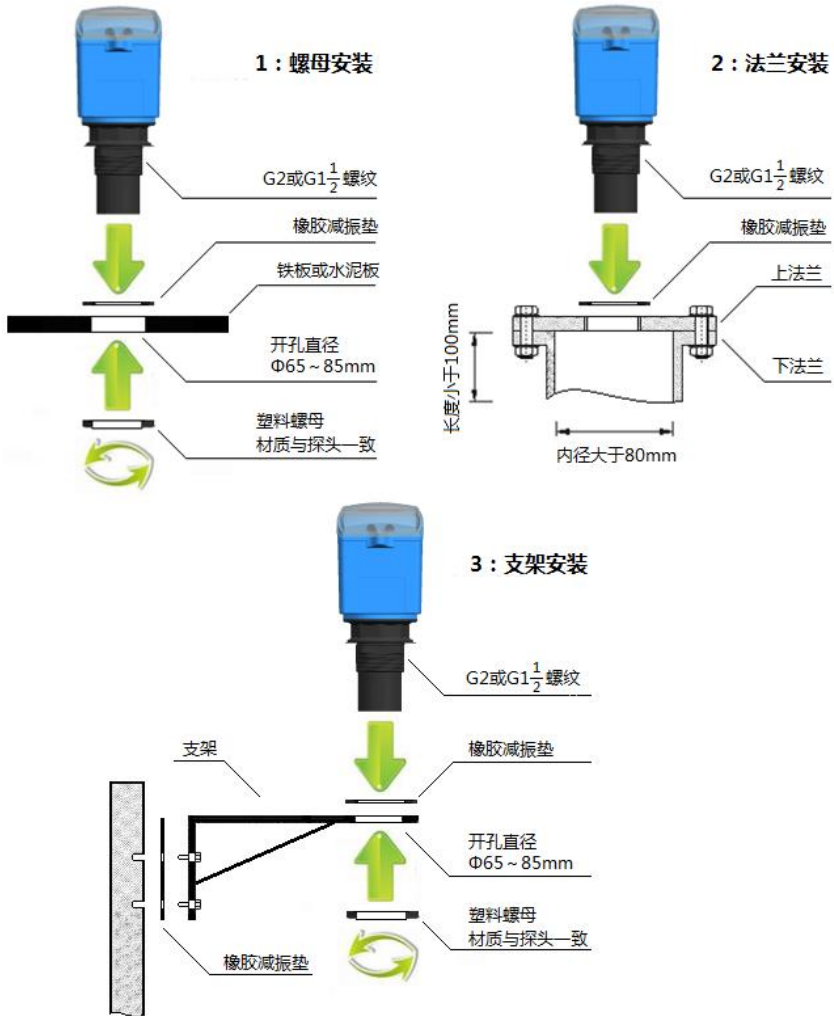 1：螺母安装
G2或G1 1/2 螺纹
橡胶减振垫
铁板或水泥板
开孔直径
Φ65～85mm
塑料螺母
材质与探头一致
2：法兰安装
G2或G1 1/2 螺纹
橡胶减振垫
上法兰
下法兰
长度小于100mm
内径大于80mm
3：支架安装
G2或G1 1/2 螺纹
支架
橡胶减振垫
开孔直径
Φ65～85mm
塑料螺母
材质与探头一致
橡胶减振垫